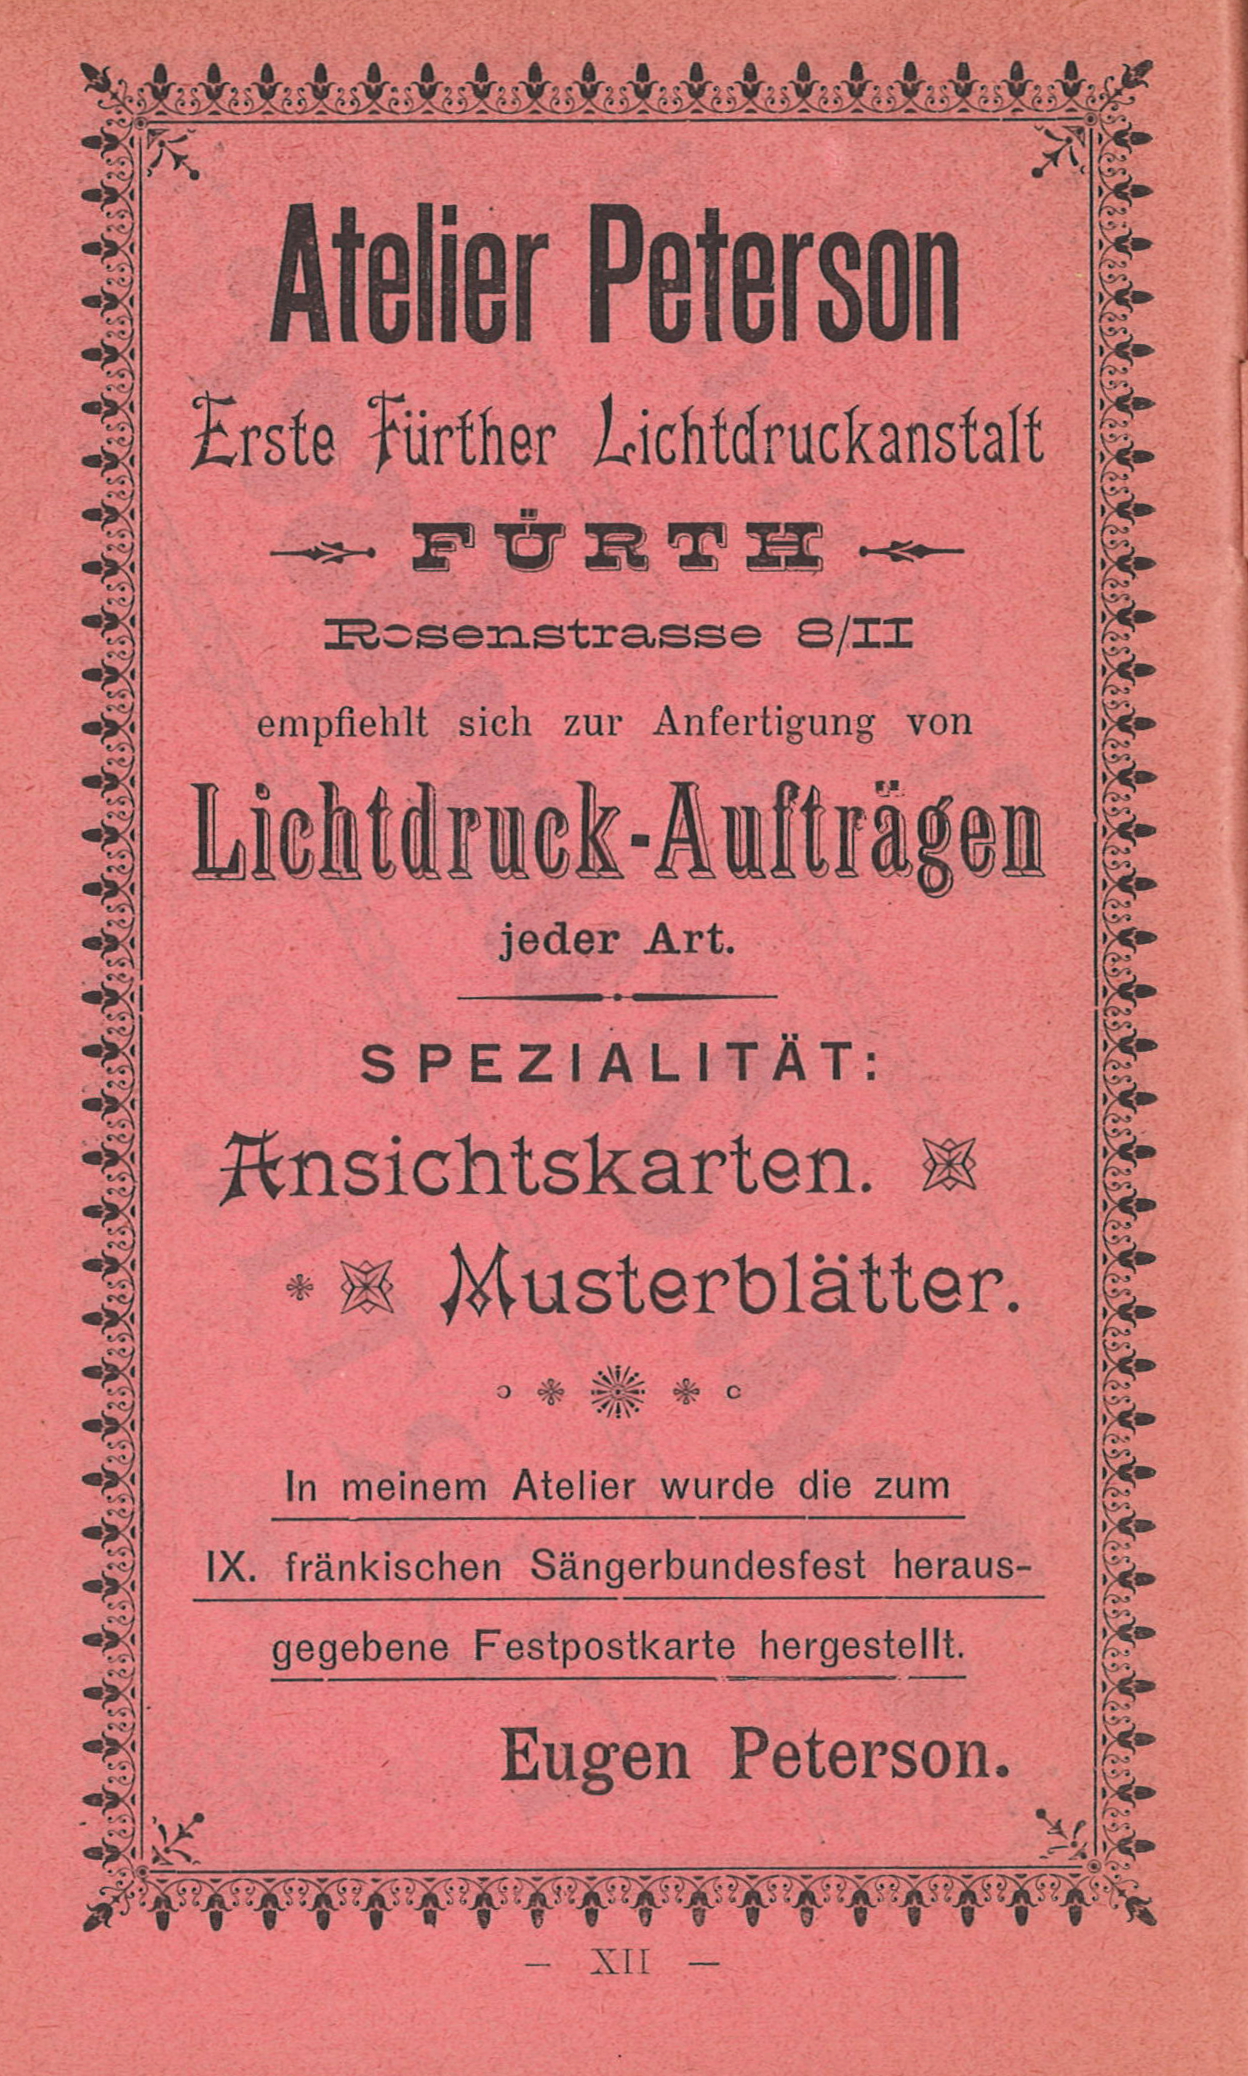 Atelier Peterson
Erste Fürther Lichtdruckanstalt
FÜRTH
Rosenstrasse 8/II
empfiehlt sich zur Anfertigung von
Lichtdruck-Aufträgen
jeder Art.
SPEZIALITÄT:
Ansichtskarten.
Musterblätter.
In meinem Atelier wurde die zum
IX. fränkischen Sängerbundesfest heraus-
gegebene Festpostkarte hergestellt.
Eugen Peterson.
— XII —